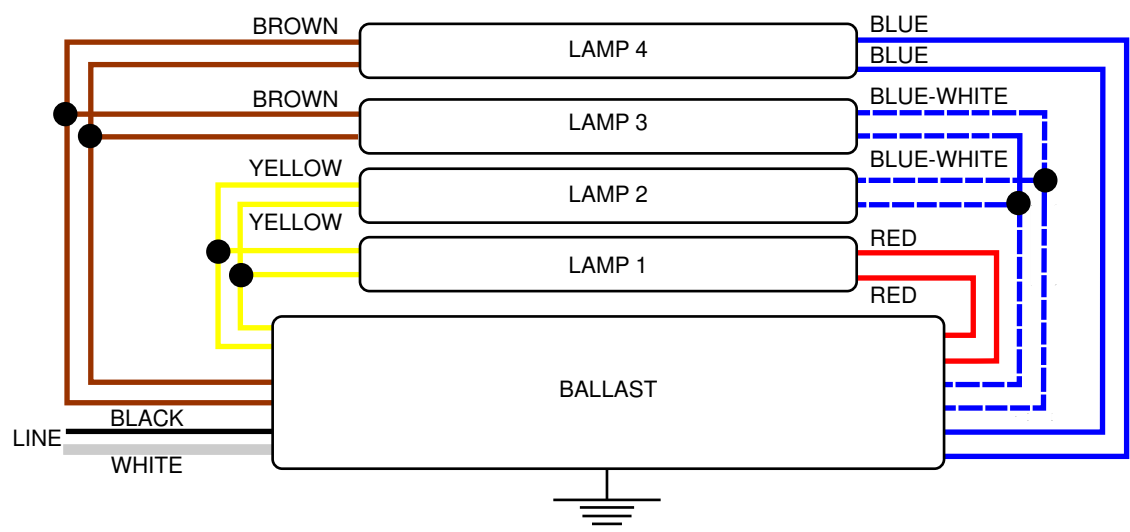 BROWN
LAMP 4
BLUE
BLUE
BROWN
LAMP 3
BLUE-WHITE
YELLOW
LAMP 2
BLUE-WHITE
YELLOW
LAMP 1
RED
RED
BALLAST
BLACK
LINE
WHITE